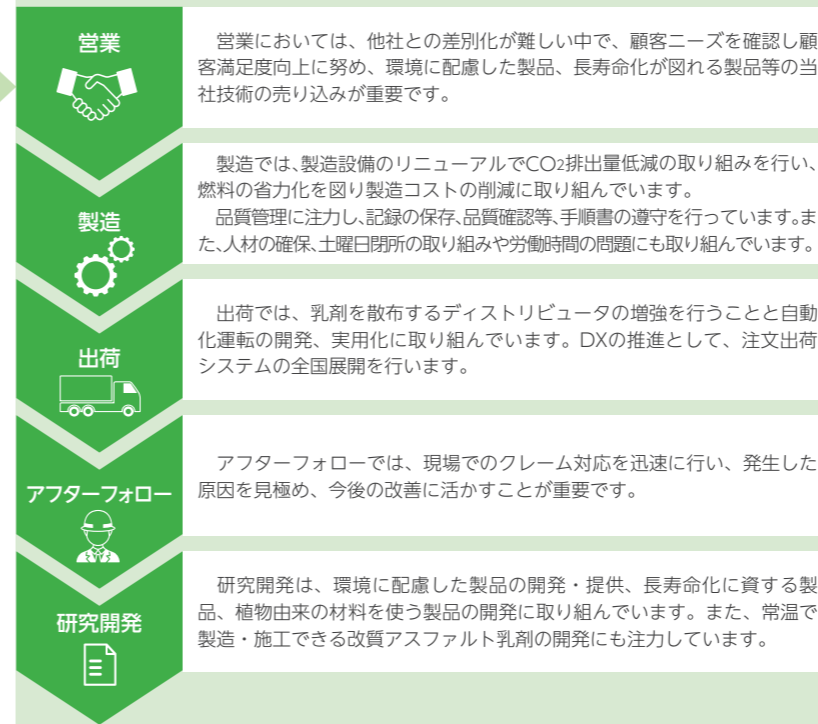 営業
　営業においては、他社との差別化が難しい中で、顧客ニーズを確認し顧
客満足度向上に努め、環境に配慮した製品、長寿命化が図れる製品等の当
社技術の売り込みが重要です。
製造
　製造では、製造設備のリニューアルでCO2排出量低減の取り組みを行い、
燃料の省力化を図り製造コストの削減に取り組んでいます。
　品質管理に注力し、記録の保存、品質確認等、手順書の遵守を行っています。ま
た、人材の確保、土曜日閉所の取り組みや労働時間の問題にも取り組んでいます。
出荷
　出荷では、乳剤を散布するディストリビュータの増強を行うことと自動
化運転の開発、実用化に取り組んでいます。DXの推進として、注文出荷
システムの全国展開を行います。
アフターフォロー
　アフターフォローでは、現場でのクレーム対応を迅速に行い、発生した
原因を見極め、今後の改善に活かすことが重要です。
研究開発
　研究開発は、環境に配慮した製品の開発・提供、長寿命化に資する製
品、植物由来の材料を使う製品の開発に取り組んでいます。また、常温で
製造・施工できる改質アスファルト乳剤の開発にも注力しています。